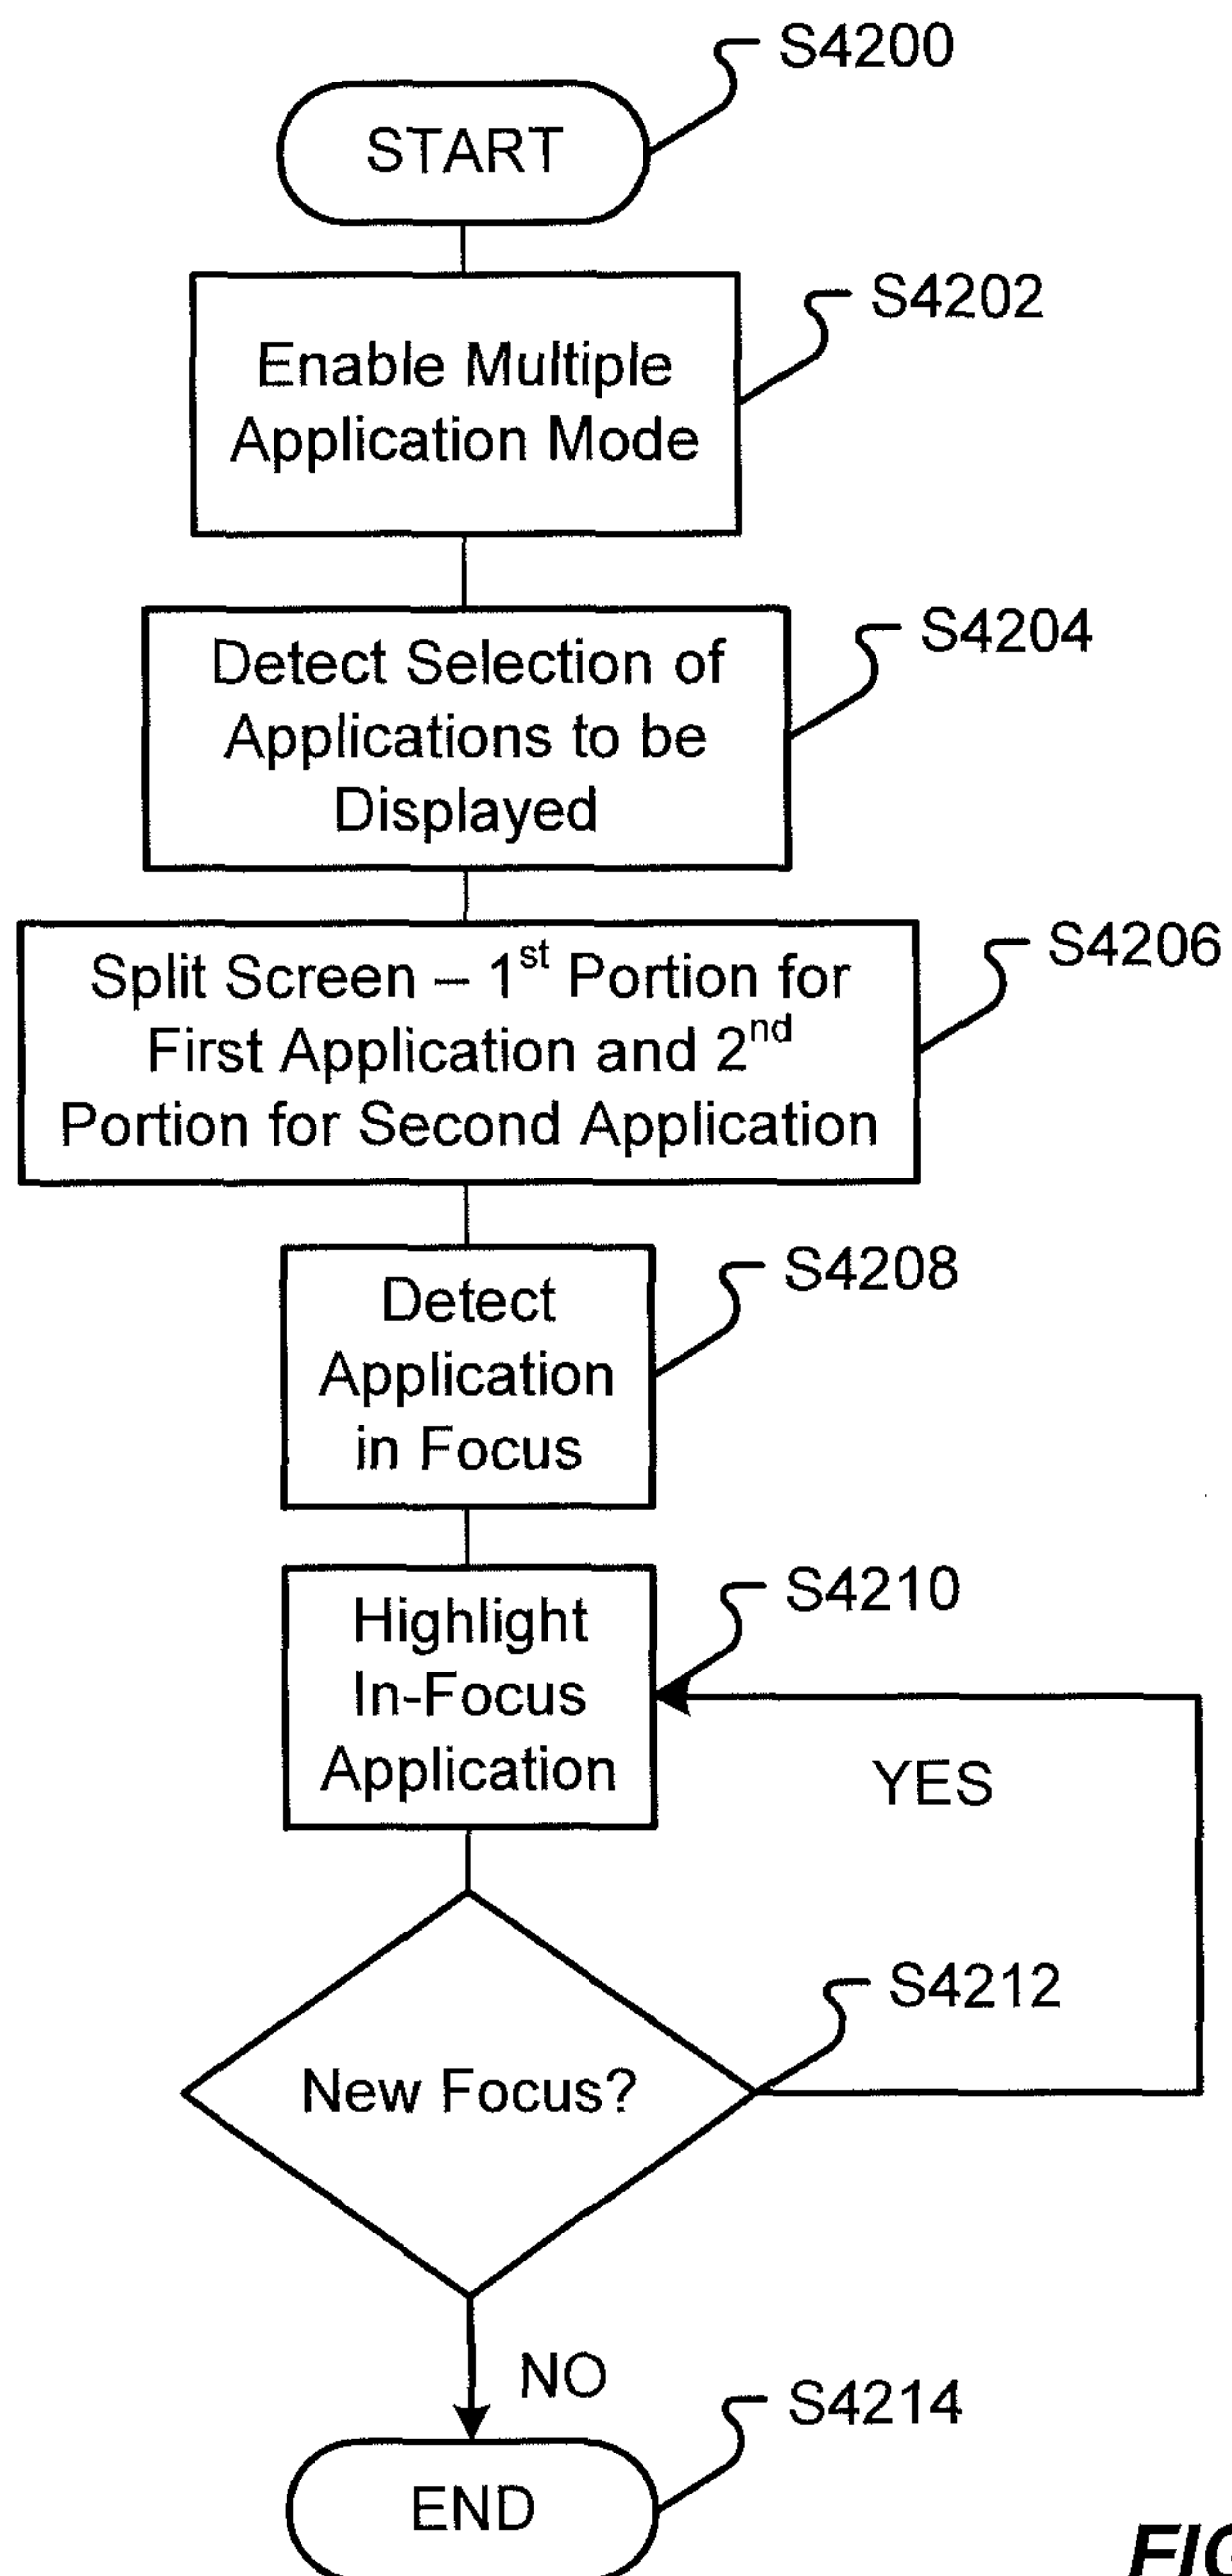 S4200
START
S4202
Enable Multiple
Application Mode
S4204
Detect Selection of
Applications to be
Displayed
S4206
Split Screen – 1st Portion for
First Application and 2nd
Portion for Second Application
S4208
Detect
Application
in Focus
S4210
Highlight
In-Focus
Application
YES
S4212
New Focus?
NO
S4214
END